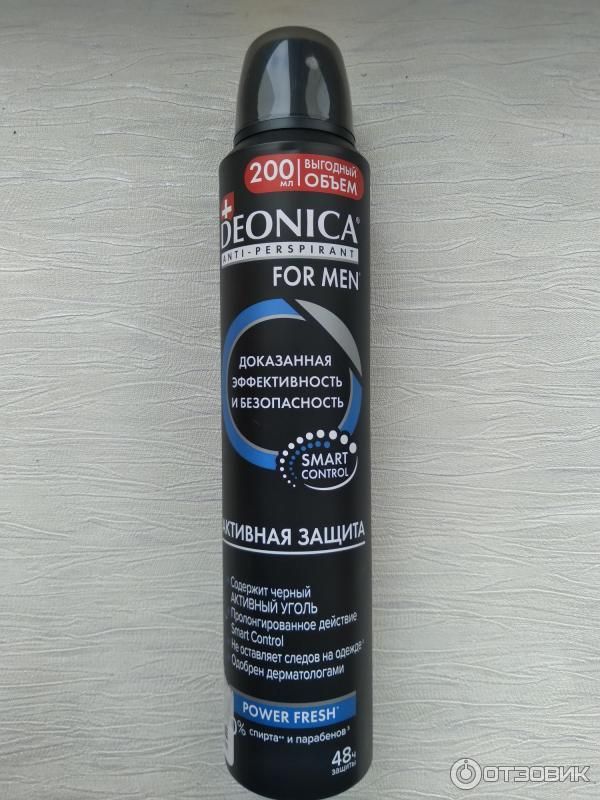 200 мл ВЫГОДНЫЙ ОБЪЕМ
DEONICA®
ANTI-PERSPIRANT
FOR MEN
ДОКАЗАННАЯ
ЭФФЕКТИВНОСТЬ
И БЕЗОПАСНОСТЬ
SMART
CONTROL
АКТИВНАЯ ЗАЩИТА
Содержит черный
АКТИВНЫЙ УГОЛЬ
Пролонгированное действие
Smart Control
Не оставляет следов на одежде
Одобрен дерматологами
POWER FRESH
% спирта** и парабенов
48ч
защиты
ОТЗОВИК